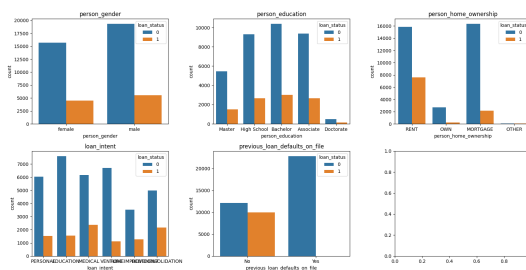 person_gender
loan_status
0
1
count
20000
17500
15000
12500
10000
7500
5000
2500
0
female male
person_gender
person_education
loan_status
0
1
count
10000
8000
6000
4000
2000
0
Master High School Bachelor Associate Doctorate
person_education
person_home_ownership
loan_status
0
1
count
16000
14000
12000
10000
8000
6000
4000
2000
0
RENT OWN MORTGAGE OTHER
person_home_ownership
loan_intent
loan_status
0
1
count
7000
6000
5000
4000
3000
2000
1000
0
PERSONAL EDUCATION MEDICAL VENTURE
loan_intent
previous_loan_defaults_on_file
loan_status
0
1
count
20000
15000
10000
5000
0
No Yes
previous_loan_defaults_on_file
1.0
0.8
0.6
0.4
0.2
0.0
0.0 0.2 0.4 0.6 0.8